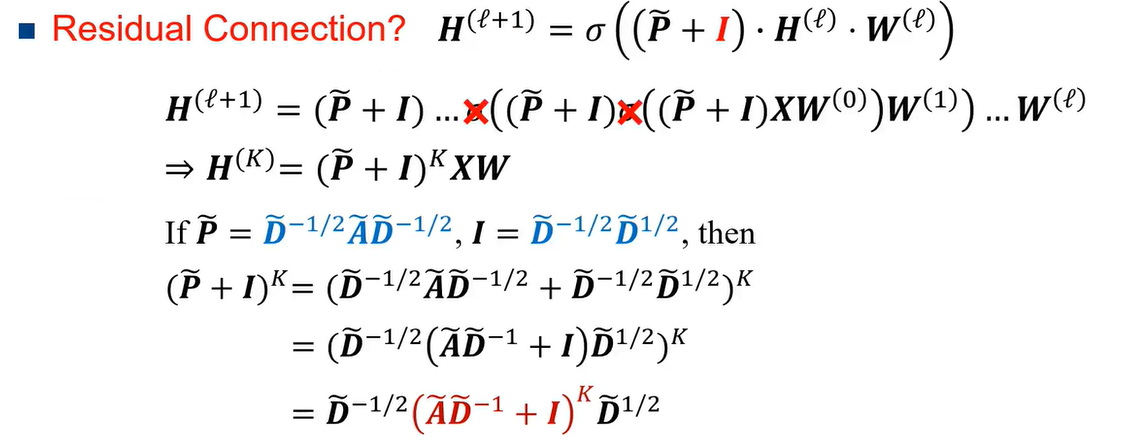 ▪ Residual Connection? H^(ℓ+1) = σ((P̃ + I) · H^(ℓ) · W^(ℓ))
H^(ℓ+1) = (P̃ + I) …σ((P̃ + I)σ((P̃ + I)XW^(0))W^(1)) … W^(ℓ)
⇒ H^(K) = (P̃ + I)^K XW
If P̃ = D̃^−1/2 ÃD̃^−1/2, I = D̃^−1/2 D̃^1/2, then
(P̃ + I)^K = (D̃^−1/2 ÃD̃^−1/2 + D̃^−1/2 D̃^1/2)^K
= (D̃^−1/2 (ÃD̃^−1 + I)D̃^1/2)^K
= D̃^−1/2 (ÃD̃^−1 + I)^K D̃^1/2